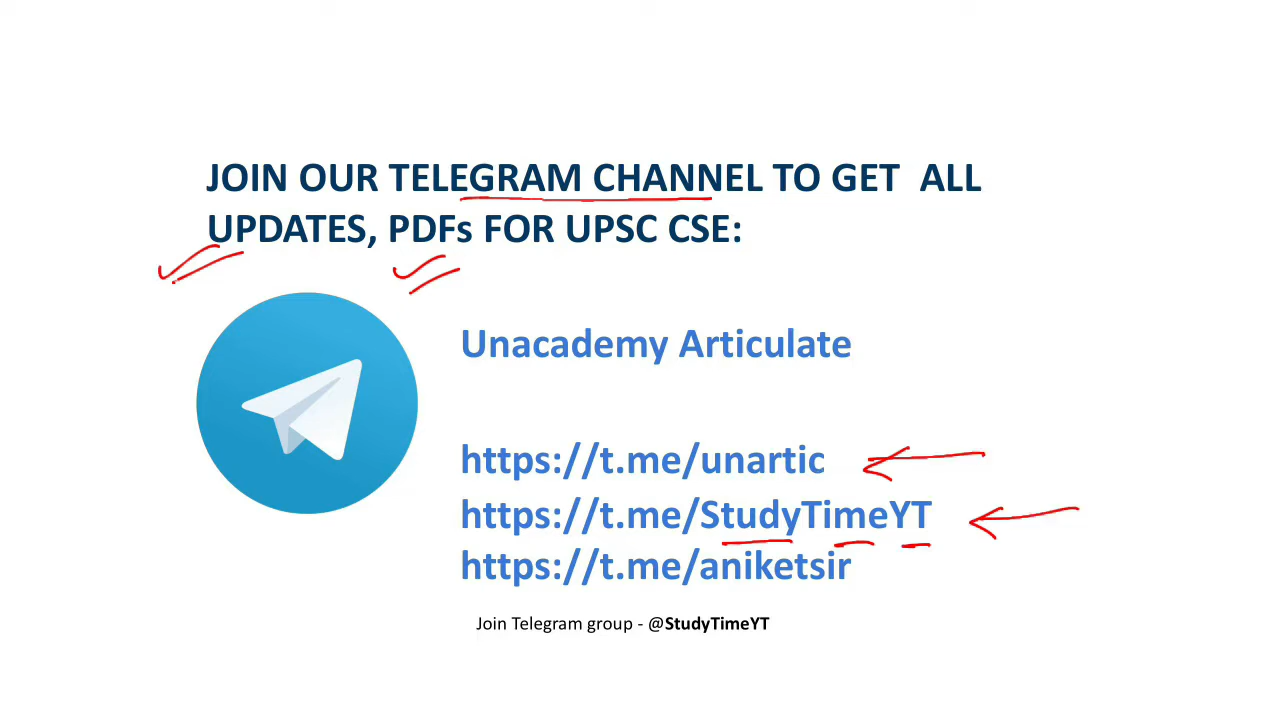 JOIN OUR TELEGRAM CHANNEL TO GET ALL
UPDATES, PDFs FOR UPSC CSE:
Unacademy Articulate
https://t.me/unartic
https://t.me/StudyTimeYT
https://t.me/aniketsir
Join Telegram group - @StudyTimeYT